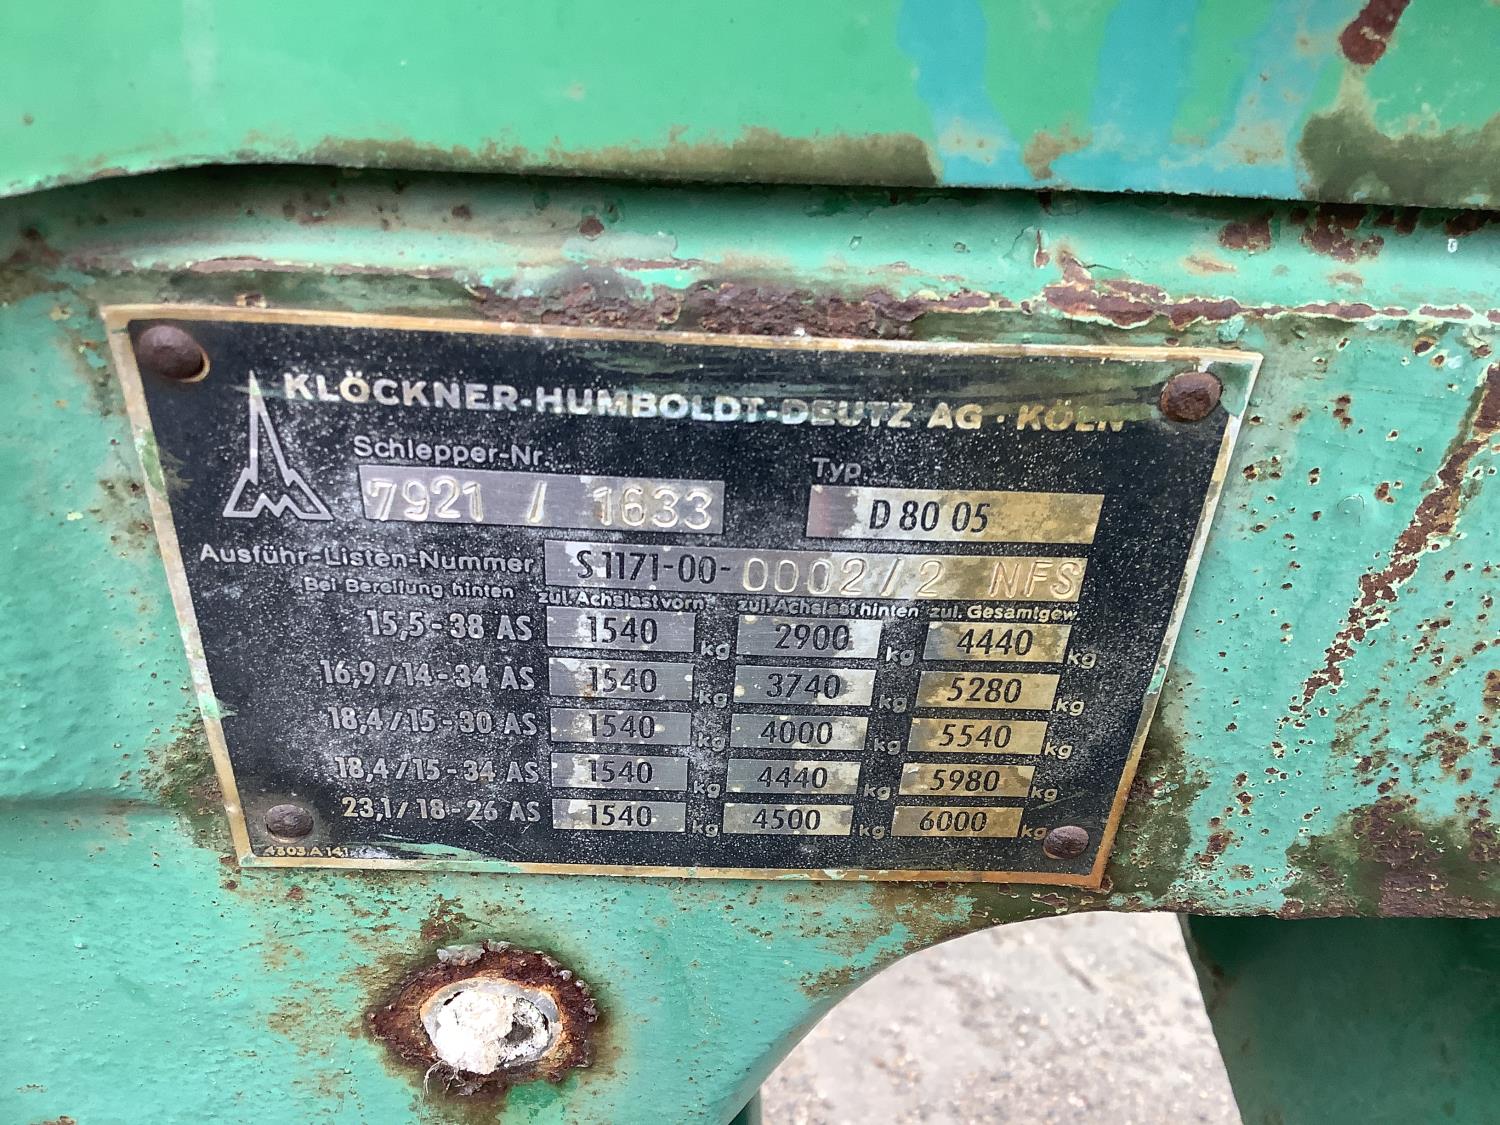 KLÖCKNER-HUMBOLDT-DEUTZ AG · KÖLN
Schlepper-Nr. Typ
7921 / 1633 D 80 05
Ausführ-Listen-Nummer S 1171-00-0002/2 NFS
Bei Bereifung hinten zul. Achslast vorn zul. Achslast hinten zul. Gesamtgew.
15,5-38 AS 1540 kg 2900 kg 4440 kg
16,9/14-34 AS 1540 kg 3740 kg 5280 kg
18,4/15-30 AS 1540 kg 4000 kg 5540 kg
18,4/15-34 AS 1540 kg 4440 kg 5980 kg
23,1/18-26 AS 1540 kg 4500 kg 6000 kg
4303 A 141